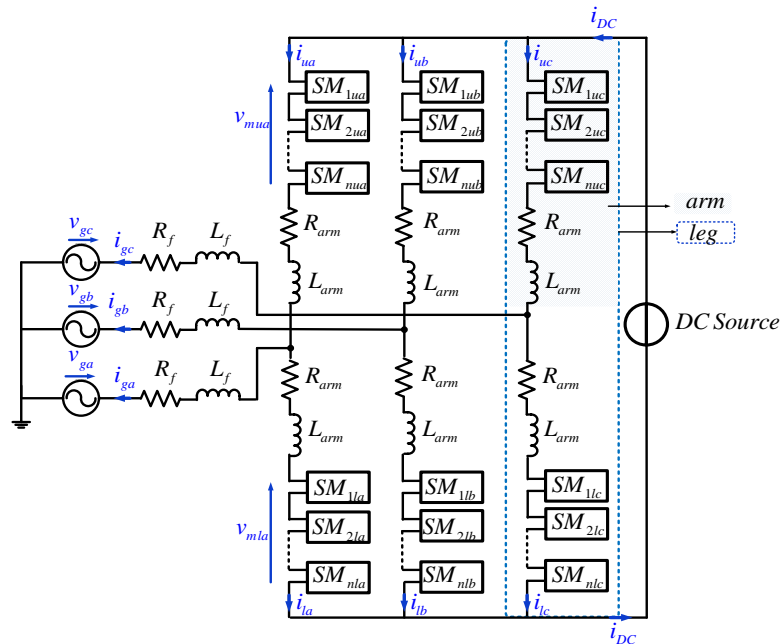 i_DC
i_ua i_ub i_uc
SM_1ua SM_1ub SM_1uc
v_mua
SM_2ua SM_2ub SM_2uc
SM_nua SM_nub SM_nuc
arm
R_arm R_arm R_arm
leg
v_gc i_gc R_f L_f
L_arm L_arm L_arm
v_gb i_gb R_f L_f
DC Source
v_ga i_ga R_f L_f
R_arm R_arm R_arm
L_arm L_arm L_arm
SM_1la SM_1lb SM_1lc
v_mla
SM_2la SM_2lb SM_2lc
SM_nla SM_nlb SM_nlc
i_la i_lb i_lc
i_DC